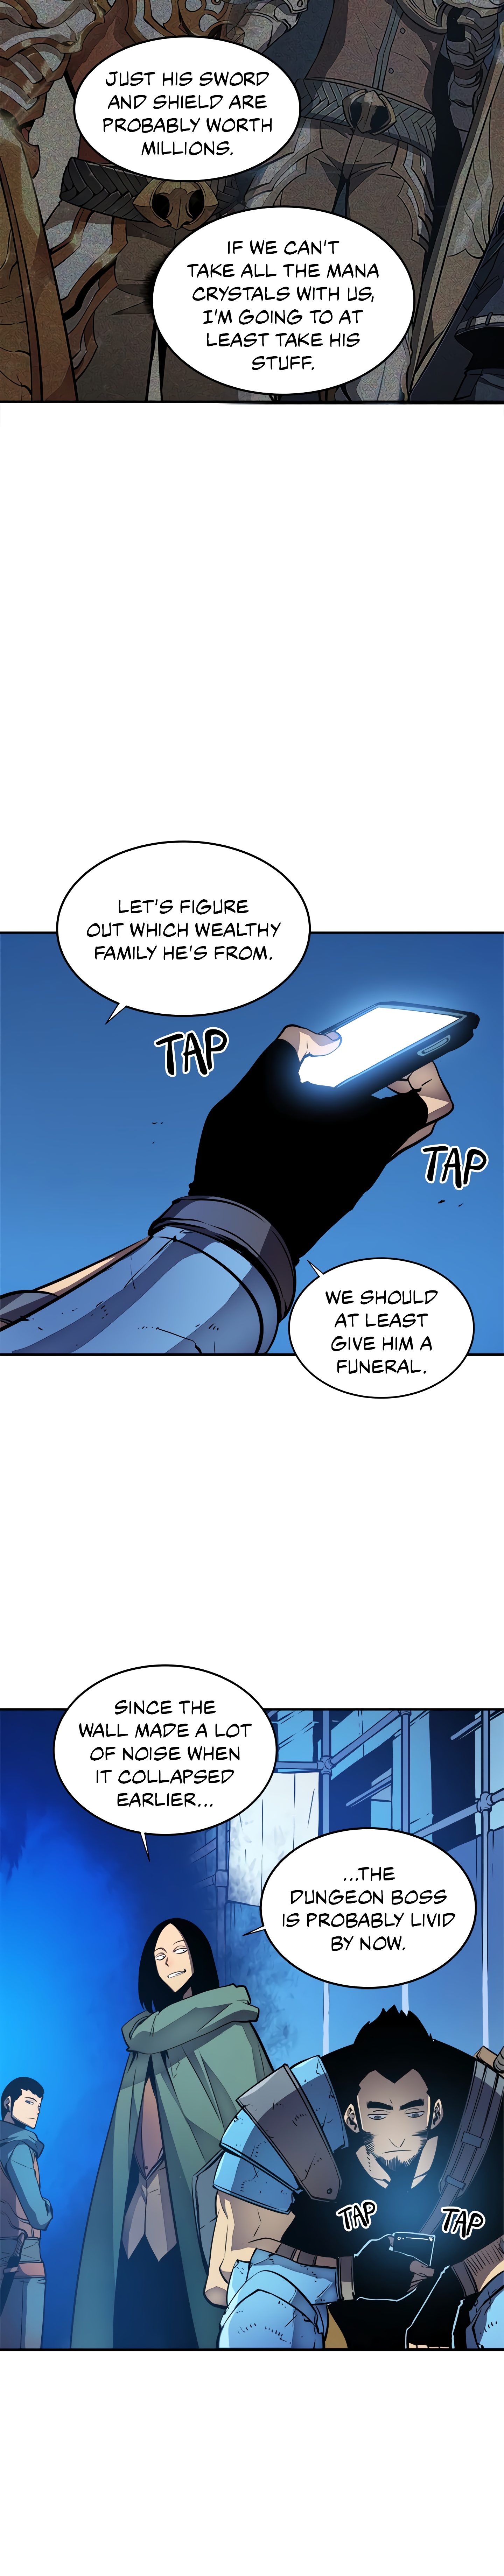 JUST HIS SWORD
AND SHIELD ARE
PROBABLY WORTH
MILLIONS.
IF WE CAN'T
TAKE ALL THE MANA
CRYSTALS WITH US,
I'M GOING TO AT
LEAST TAKE HIS
STUFF.
LET'S FIGURE
OUT WHICH WEALTHY
FAMILY HE'S FROM.
TAP
TAP
WE SHOULD
AT LEAST
GIVE HIM A
FUNERAL.
SINCE THE
WALL MADE A LOT
OF NOISE WHEN
IT COLLAPSED
EARLIER...
...THE
DUNGEON BOSS
IS PROBABLY LIVID
BY NOW.
TAP
TAP